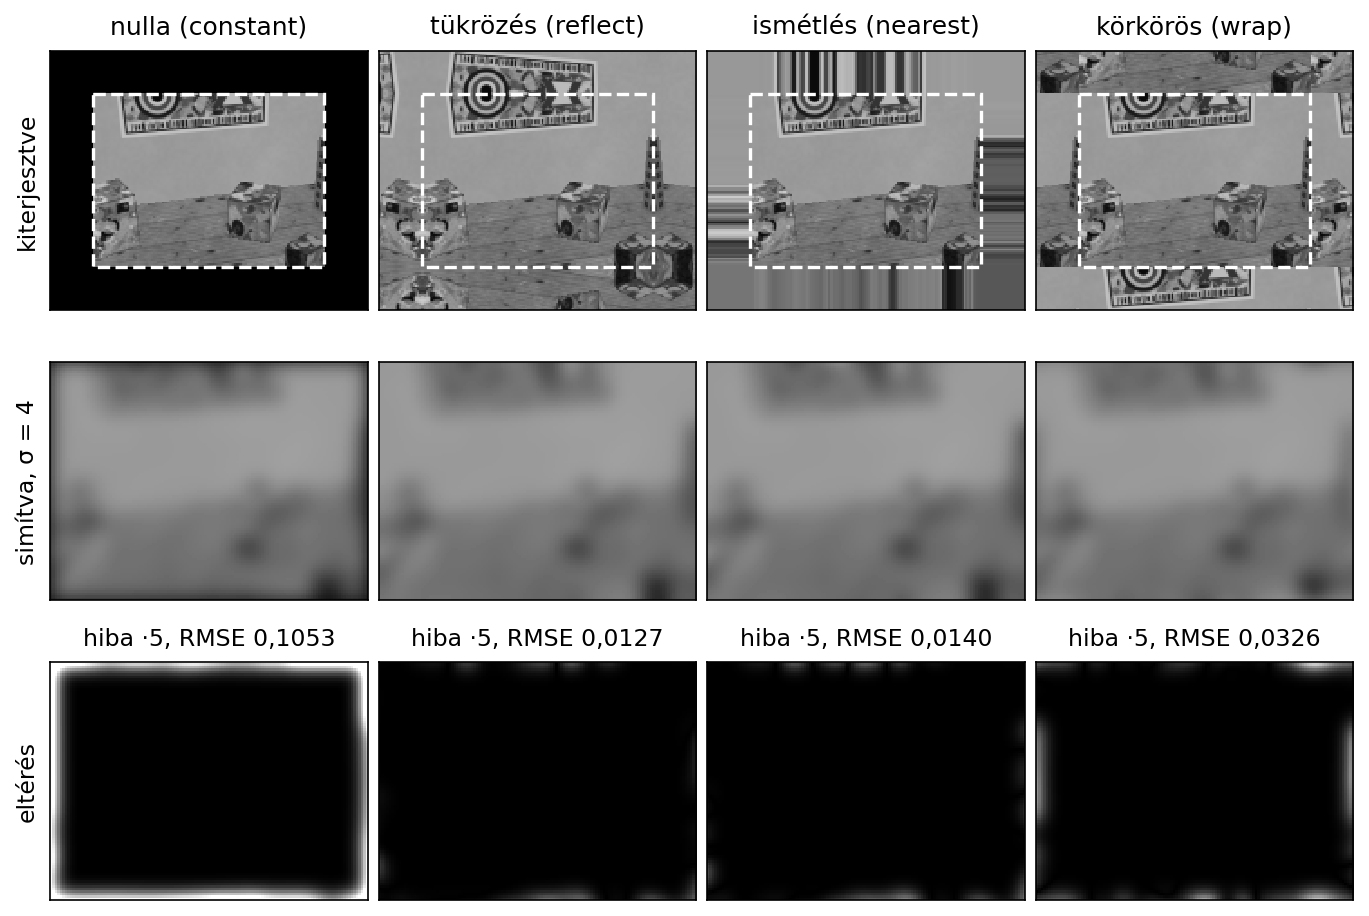 nulla (constant)
tükrözés (reflect)
ismétlés (nearest)
körkörös (wrap)
kiterjesztve
simítva, σ = 4
hiba ·5, RMSE 0,1053
hiba ·5, RMSE 0,0127
hiba ·5, RMSE 0,0140
hiba ·5, RMSE 0,0326
eltérés